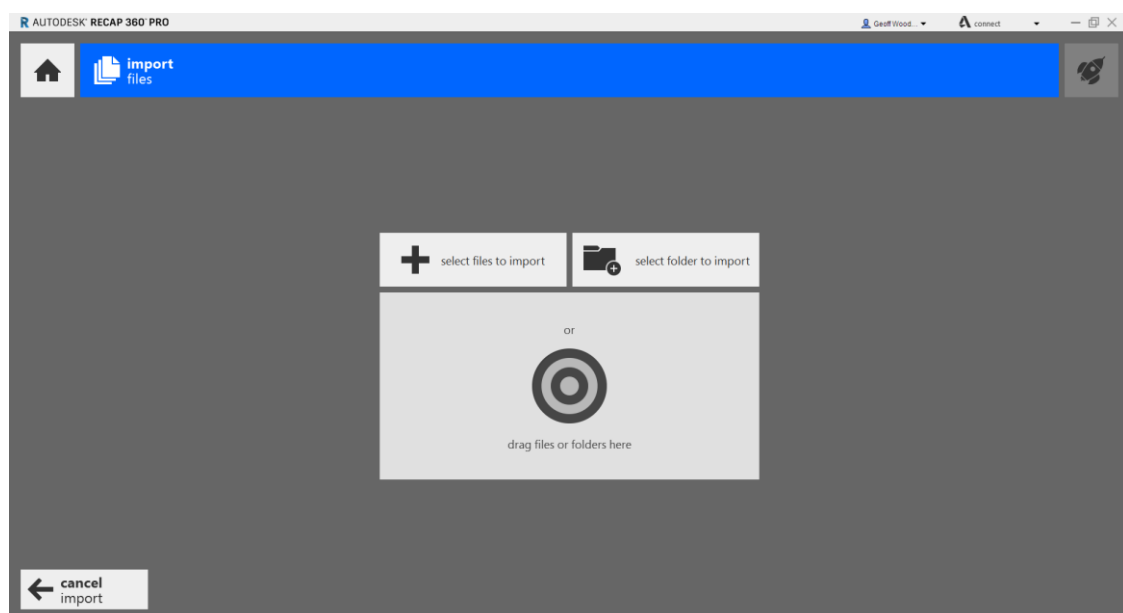 AUTODESK® RECAP 360™ PRO
Geoff Wood...
connect
import
files
select files to import
select folder to import
or
drag files or folders here
cancel
import